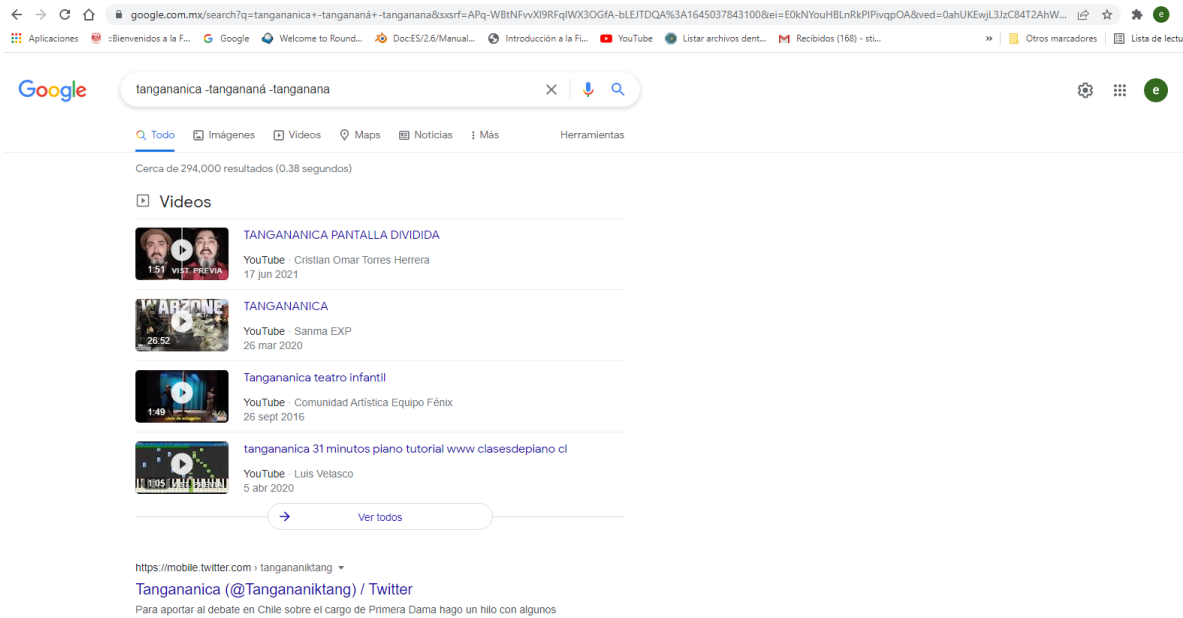 google.com.mx/search?q=tangananica+-tangananá+-tanganana&sxsrf=APq-WBtNFvvXI9RFqIWX3OGfA-bLEJTDQA%3A1645037843100&ei=E0kNYouHBLnRkPIPivqpOA&ved=0ahUKEwjL3JzC84T2AhW...
e
Aplicaciones ::Bienvenidos a la F... Google Welcome to Round... Doc:ES/2.6/Manual... Introducción a la Fi... YouTube Listar archivos dent... Recibidos (168) - sti... » Otros marcadores Lista de lectu
Google tangananica -tangananá -tanganana e
Todo Imágenes Videos Maps Noticias Más Herramientas
Cerca de 294,000 resultados (0.38 segundos)
Videos
TANGANANICA PANTALLA DIVIDIDA
YouTube · Cristian Omar Torres Herrera
1:51 VIST. PREVIA
17 jun 2021
WARZONE
TANGANANICA
YouTube · Sanma EXP
26:52
26 mar 2020
Tangananica teatro infantil
YouTube · Comunidad Artística Equipo Fénix
1:49
26 sept 2016
tangananica 31 minutos piano tutorial www clasesdepiano cl
YouTube · Luis Velasco
1:05 VIST. PREVIA
5 abr 2020
Ver todos
https://mobile.twitter.com › tangananiktang
Tangananica (@Tangananiktang) / Twitter
Para aportar al debate en Chile sobre el cargo de Primera Dama hago un hilo con algunos